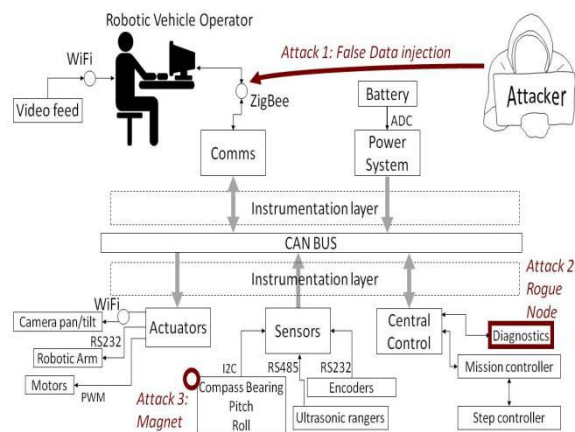 Robotic Vehicle Operator
Attack 1: False Data injection
WiFi
Video feed
ZigBee
Battery
ADC
Attacker
Comms
Power
System
Instrumentation layer
CAN BUS
Instrumentation layer
Attack 2:
Rogue
Node
WiFi
Camera pan/tilt
Actuators
RS232
Robotic Arm
Motors
PWM
Sensors
I2C
RS485
RS232
Central
Control
Diagnostics
Mission controller
Step controller
Attack 3:
Magnet
Compass Bearing
Pitch
Roll
Encoders
Ultrasonic rangers